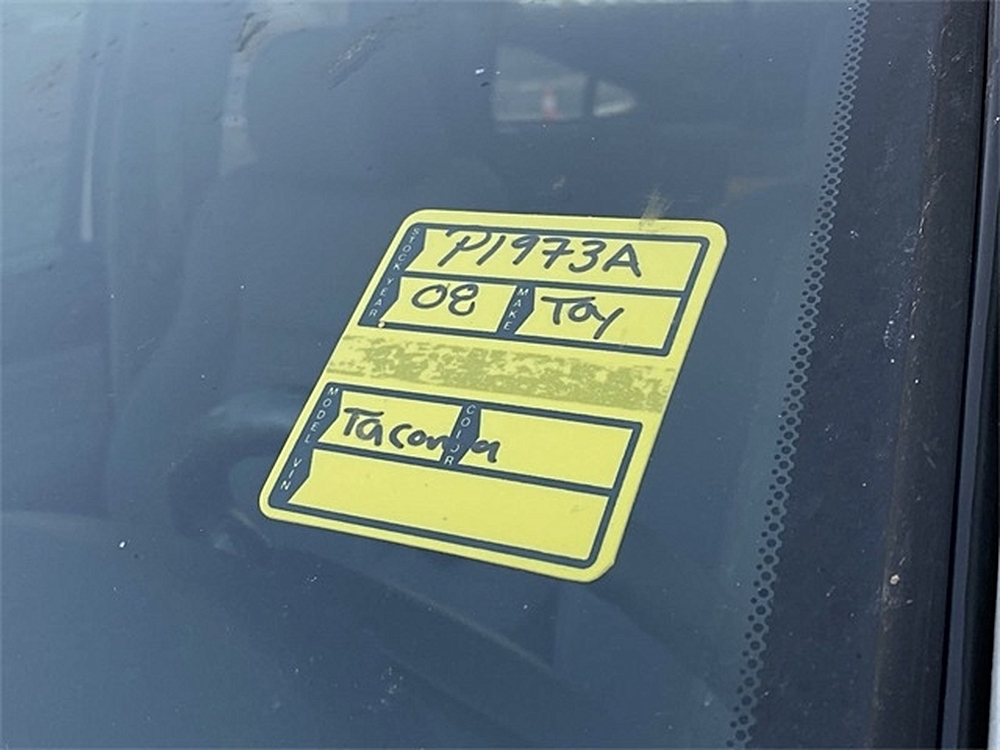 STOCK P1973A
YEAR 08 MAKE Toy
MODEL Tacoma COLOR
VIN